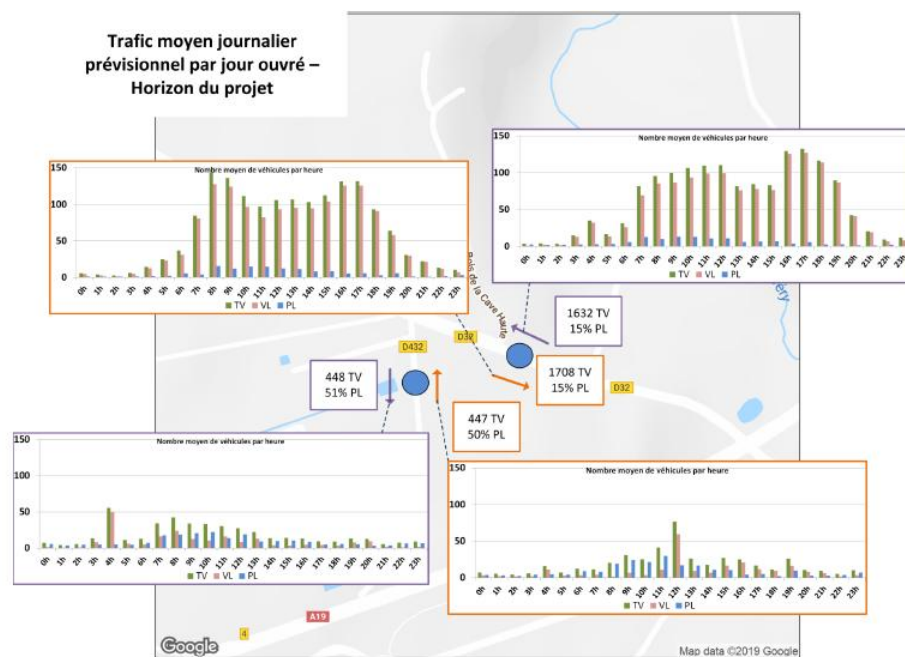 Trafic moyen journalier
prévisionnel par jour ouvré –
Horizon du projet
Nombre moyen de véhicules par heure
150
100
50
0
0h 1h 2h 3h 4h 5h 6h 7h 8h 9h 10h 11h 12h 13h 14h 15h 16h 17h 18h 19h 20h 21h 22h 23h
TV VL PL
Nombre moyen de véhicules par heure
150
100
50
0
0h 1h 2h 3h 4h 5h 6h 7h 8h 9h 10h 11h 12h 13h 14h 15h 16h 17h 18h 19h 20h 21h 22h 23h
TV VL PL
Bois de la Cave Haute
1632 TV
15% PL
D432
D32
448 TV
51% PL
1708 TV
15% PL
D32
447 TV
50% PL
Nombre moyen de véhicules par heure
150
100
50
0
0h 1h 2h 3h 4h 5h 6h 7h 8h 9h 10h 11h 12h 13h 14h 15h 16h 17h 18h 19h 20h 21h 22h 23h
TV VL PL
Nombre moyen de véhicules par heure
150
100
50
0
0h 1h 2h 3h 4h 5h 6h 7h 8h 9h 10h 11h 12h 13h 14h 15h 16h 17h 18h 19h 20h 21h 22h 23h
TV VL PL
A19
4
Google
Map data ©2019 Google